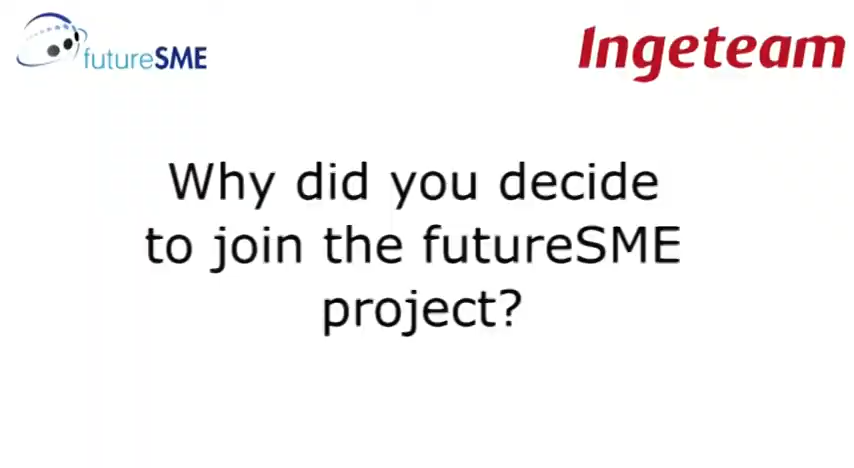 futureSME
Ingeteam
Why did you decide
to join the futureSME
project?